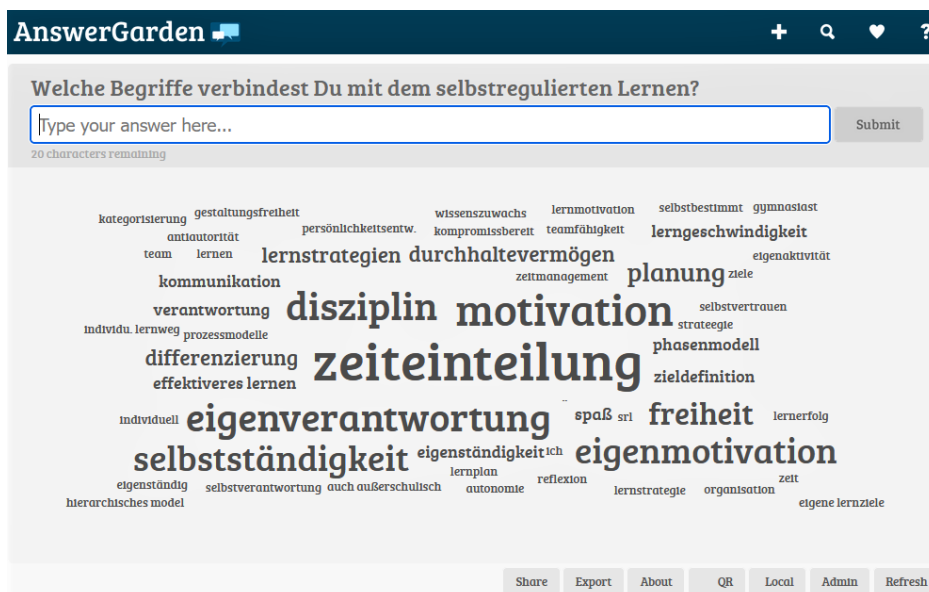 AnswerGarden
Welche Begriffe verbindest Du mit dem selbstregulierten Lernen?
Type your answer here...
Submit
20 characters remaining
kategorisierung gestaltungsfreiheit wissenszuwachs lernmotivation selbstbestimmt gymnasiast
antiautorität persönlichkeitsentw. kompromissbereit teamfähigkeit lerngeschwindigkeit
team lernen lernstrategien durchhaltevermögen eigenaktivität
kommunikation zeitmanagement planung ziele
verantwortung disziplin motivation selbstvertrauen
individu. lernweg prozessmodelle strateegie
differenzierung zeiteinteilung phasenmodell
effektiveres lernen zieldefinition
individuell eigenverantwortung spaß srl freiheit lernerfolg
selbstständigkeit eigenständigkeit ich eigenmotivation
eigenständig lernplan reflexion zeit
selbstverantwortung auch außerschulisch autonomie lernstrategie organisation
hierarchisches model eigene lernziele
Share Export About QR Local Admin Refresh